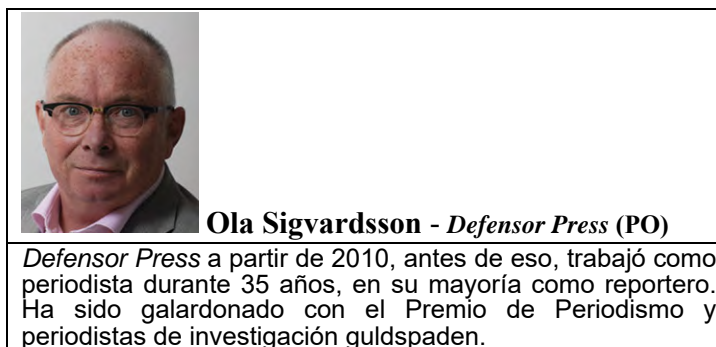 Ola Sigvardsson - Defensor Press (PO)
Defensor Press a partir de 2010, antes de eso, trabajó como
periodista durante 35 años, en su mayoría como reportero.
Ha sido galardonado con el Premio de Periodismo y
periodistas de investigación guldspaden.